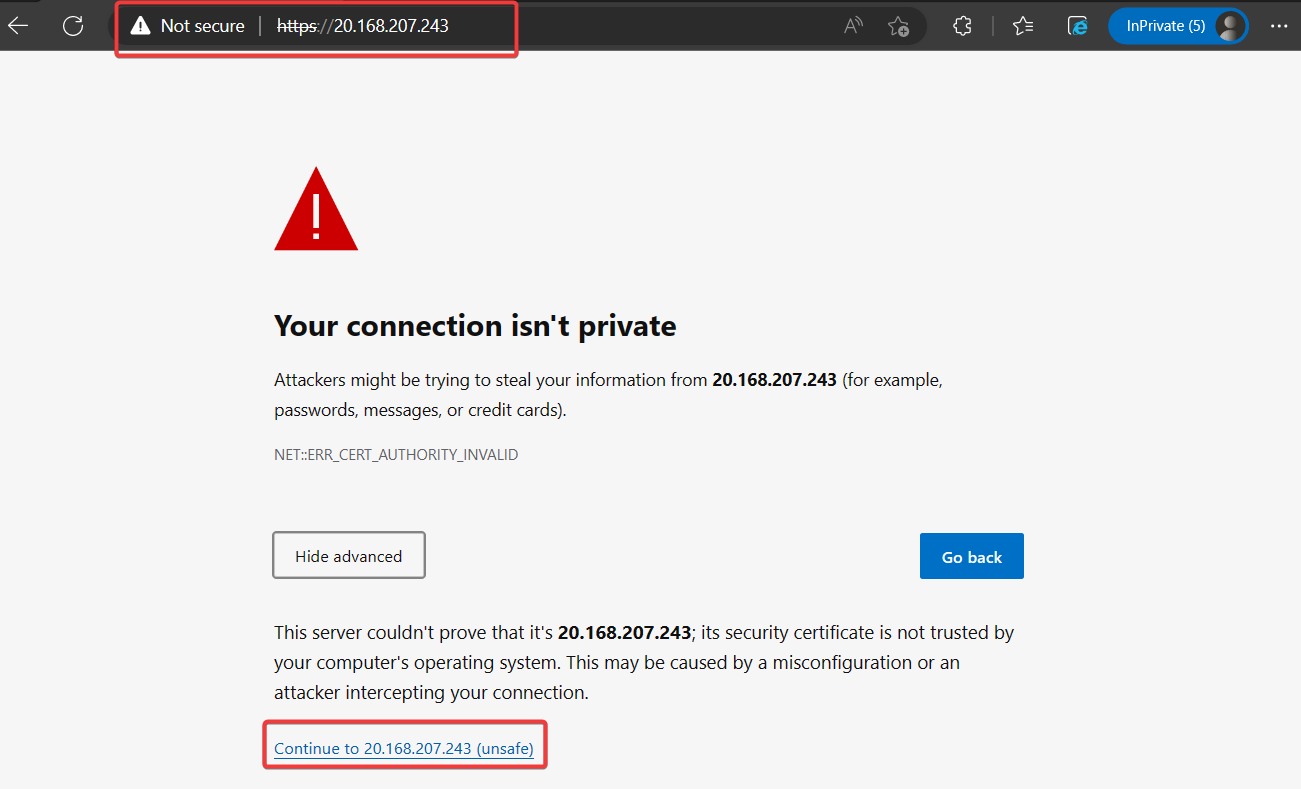 Not secure | https://20.168.207.243
InPrivate (5)
Your connection isn't private
Attackers might be trying to steal your information from 20.168.207.243 (for example,
passwords, messages, or credit cards).
NET::ERR_CERT_AUTHORITY_INVALID
Hide advanced
Go back
This server couldn't prove that it's 20.168.207.243; its security certificate is not trusted by
your computer's operating system. This may be caused by a misconfiguration or an
attacker intercepting your connection.
Continue to 20.168.207.243 (unsafe)